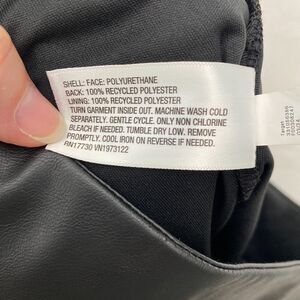 SHELL: FACE: POLYURETHANE
BACK: 100% RECYCLED POLYESTER
LINING: 100% RECYCLED POLYESTER
TURN GARMENT INSIDE OUT. MACHINE WASH COLD
SEPARATELY. GENTLE CYCLE. ONLY NON CHLORINE
BLEACH IF NEEDED. TUMBLE DRY LOW. REMOVE
PROMPTLY. COOL IRON ON REVERSE IF NEEDED.
RN17730 VN1973122
Target